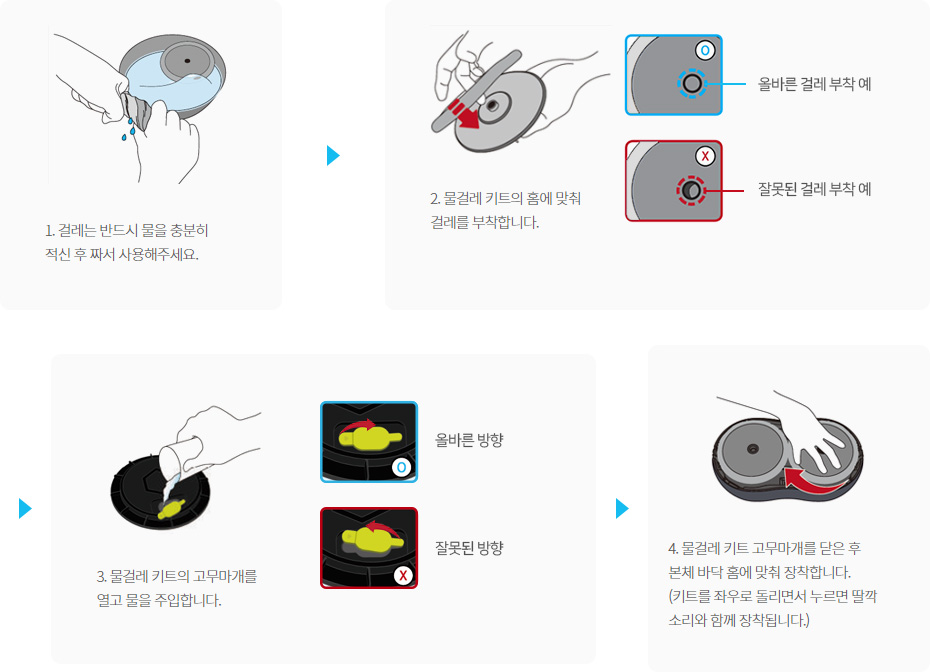 1. 걸레는 반드시 물을 충분히
적신 후 짜서 사용해주세요.
2. 물걸레 키트의 홈에 맞춰
걸레를 부착합니다.
O
올바른 걸레 부착 예
X
잘못된 걸레 부착 예
3. 물걸레 키트의 고무마개를
열고 물을 주입합니다.
O
올바른 방향
X
잘못된 방향
4. 물걸레 키트 고무마개를 닫은 후
본체 바닥 홈에 맞춰 장착합니다.
(키트를 좌우로 돌리면서 누르면 딸깍
소리와 함께 장착됩니다.)